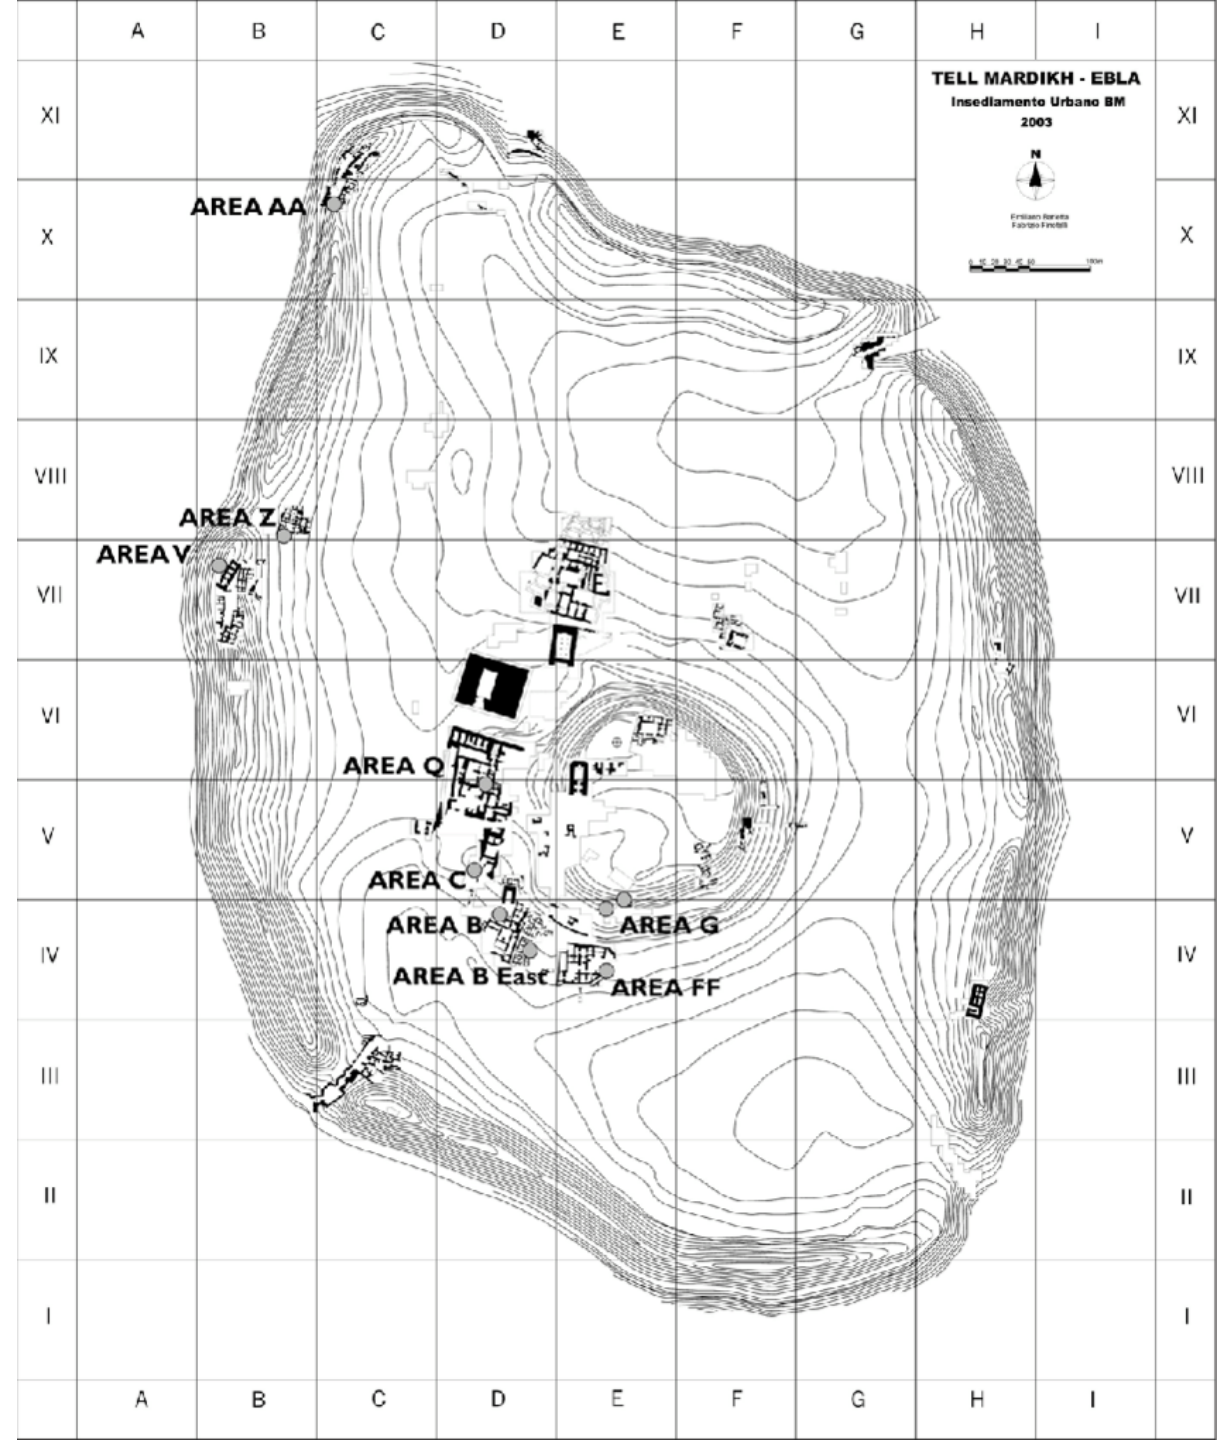 A B C D E F G H I
TELL MARDIKH - EBLA
Insediamento Urbano BM
2003
N
XI XI
AREA AA
X X
IX IX
VIII VIII
AREA Z
AREA V
VII VII
VI VI
AREA Q
V V
AREA C
AREA B
AREA G
IV IV
AREA B East
AREA FF
III III
II II
I I
A B C D E F G H I